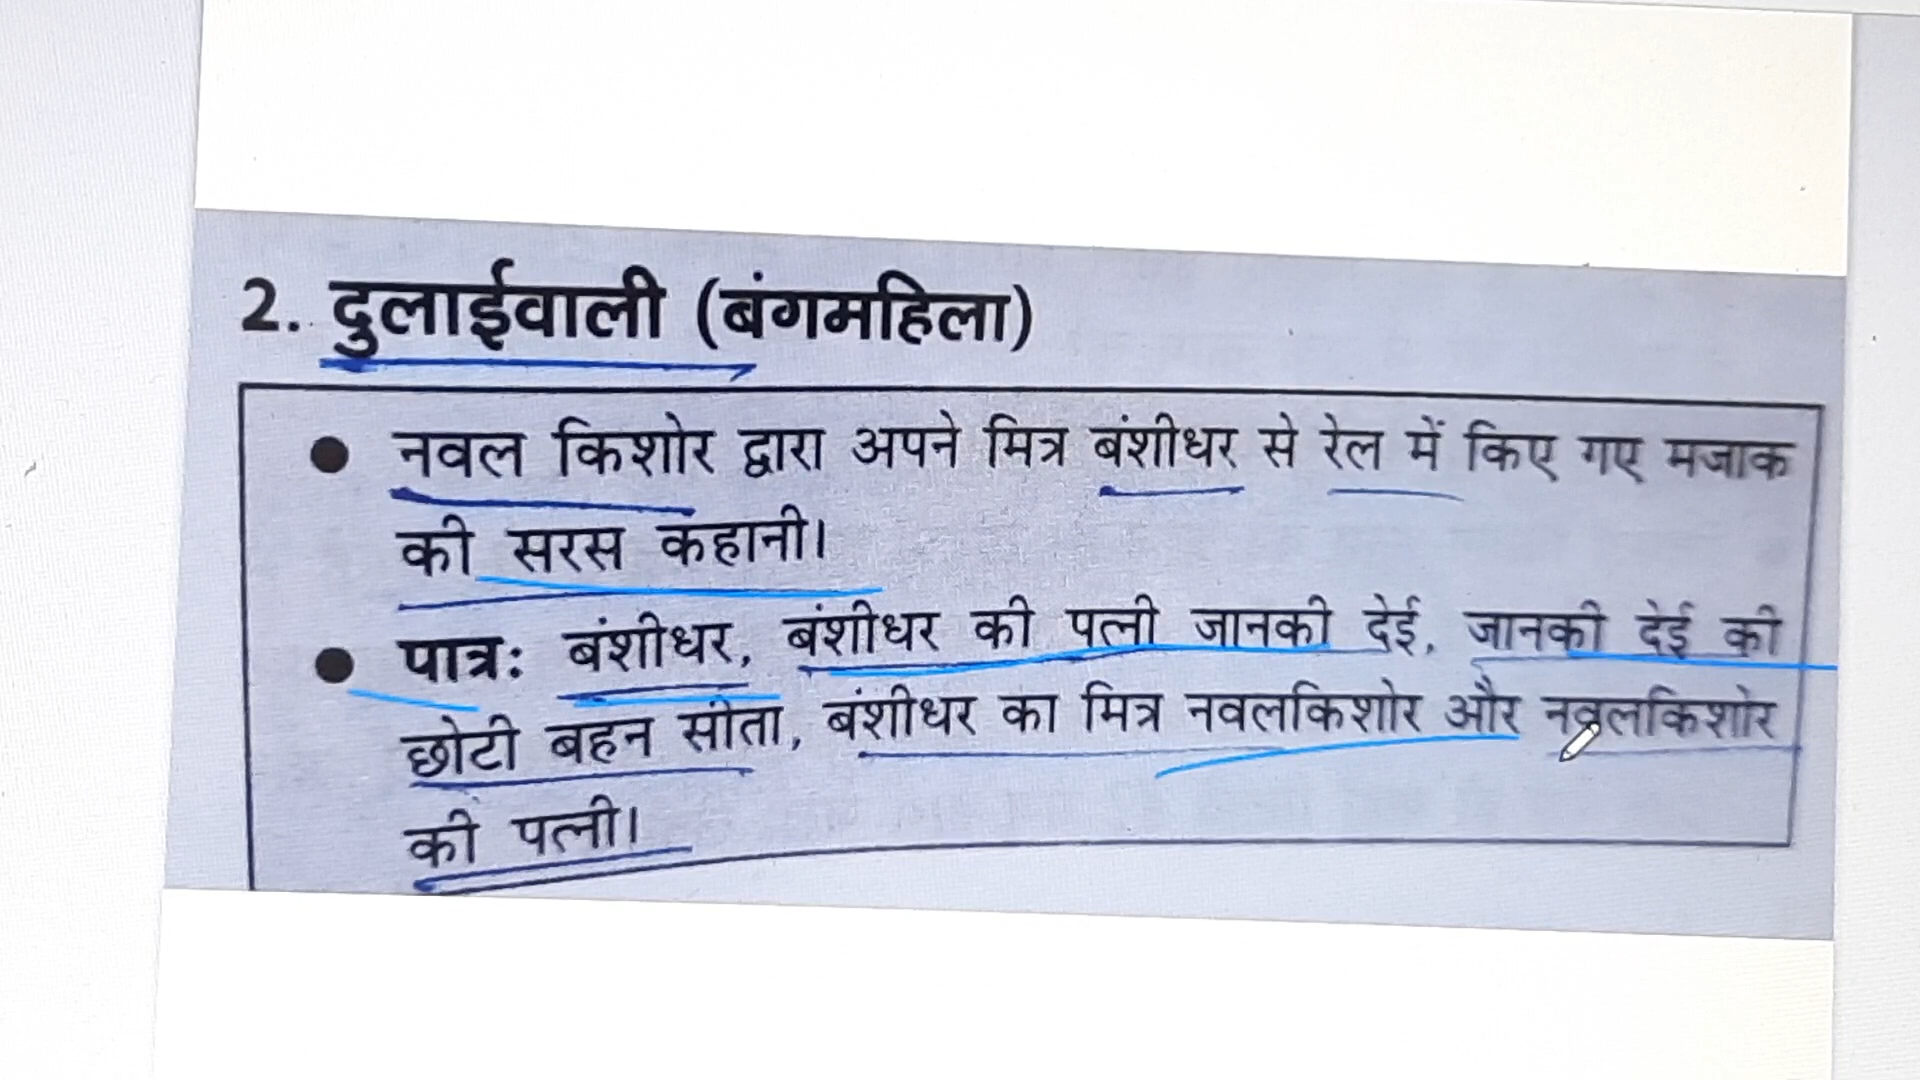 2. दुलाईवाली (बंगमहिला)
● नवल किशोर द्वारा अपने मित्र बंशीधर से रेल में किए गए मजाक
की सरस कहानी।
● पात्र: बंशीधर, बंशीधर की पत्नी जानकी देई, जानकी देई की
छोटी बहन सीता, बंशीधर का मित्र नवलकिशोर और नवलकिशोर
की पत्नी।